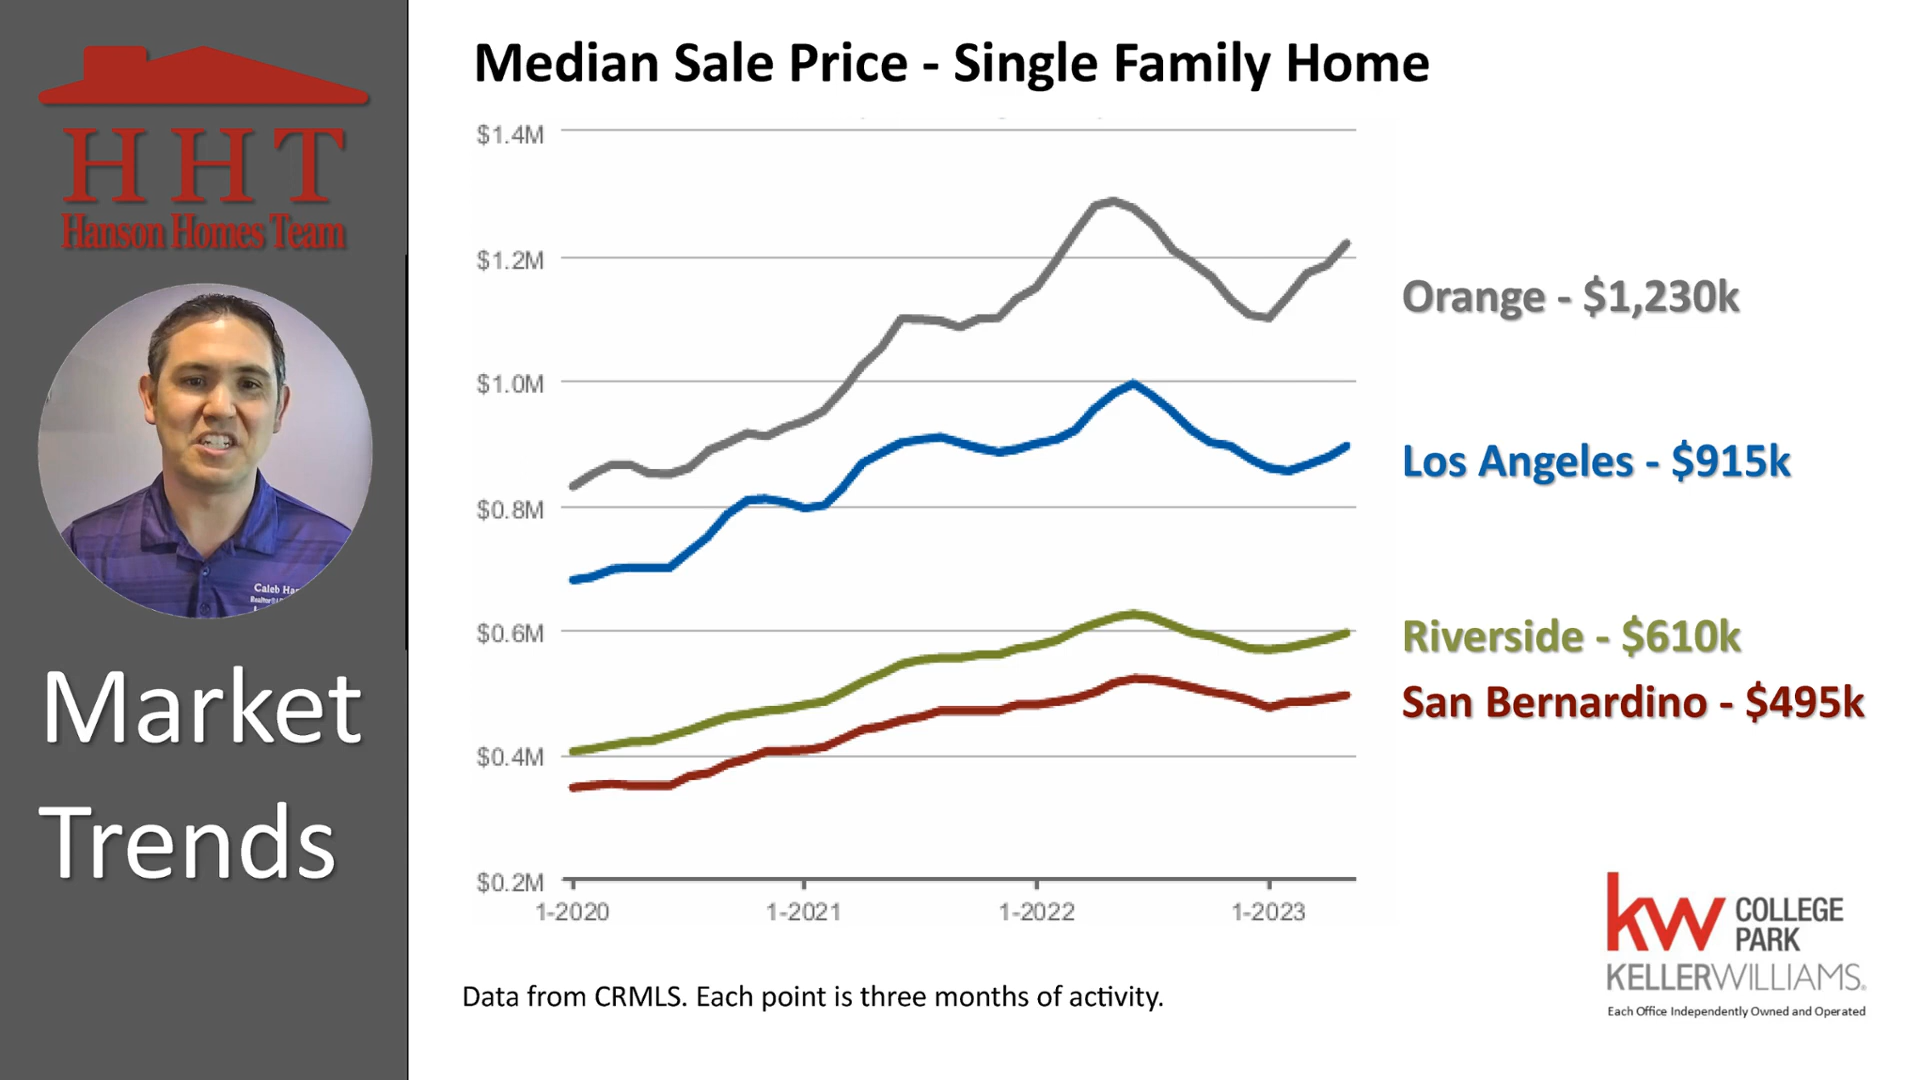 HHT
Hanson Homes Team
Caleb
Market
Trends
Median Sale Price - Single Family Home
$1.4M
$1.2M
$1.0M
$0.8M
$0.6M
$0.4M
$0.2M
1-2020 1-2021 1-2022 1-2023
Orange - $1,230k
Los Angeles - $915k
Riverside - $610k
San Bernardino - $495k
Data from CRMLS. Each point is three months of activity.
kw COLLEGE
PARK
KELLERWILLIAMS.
Each Office Independently Owned and Operated